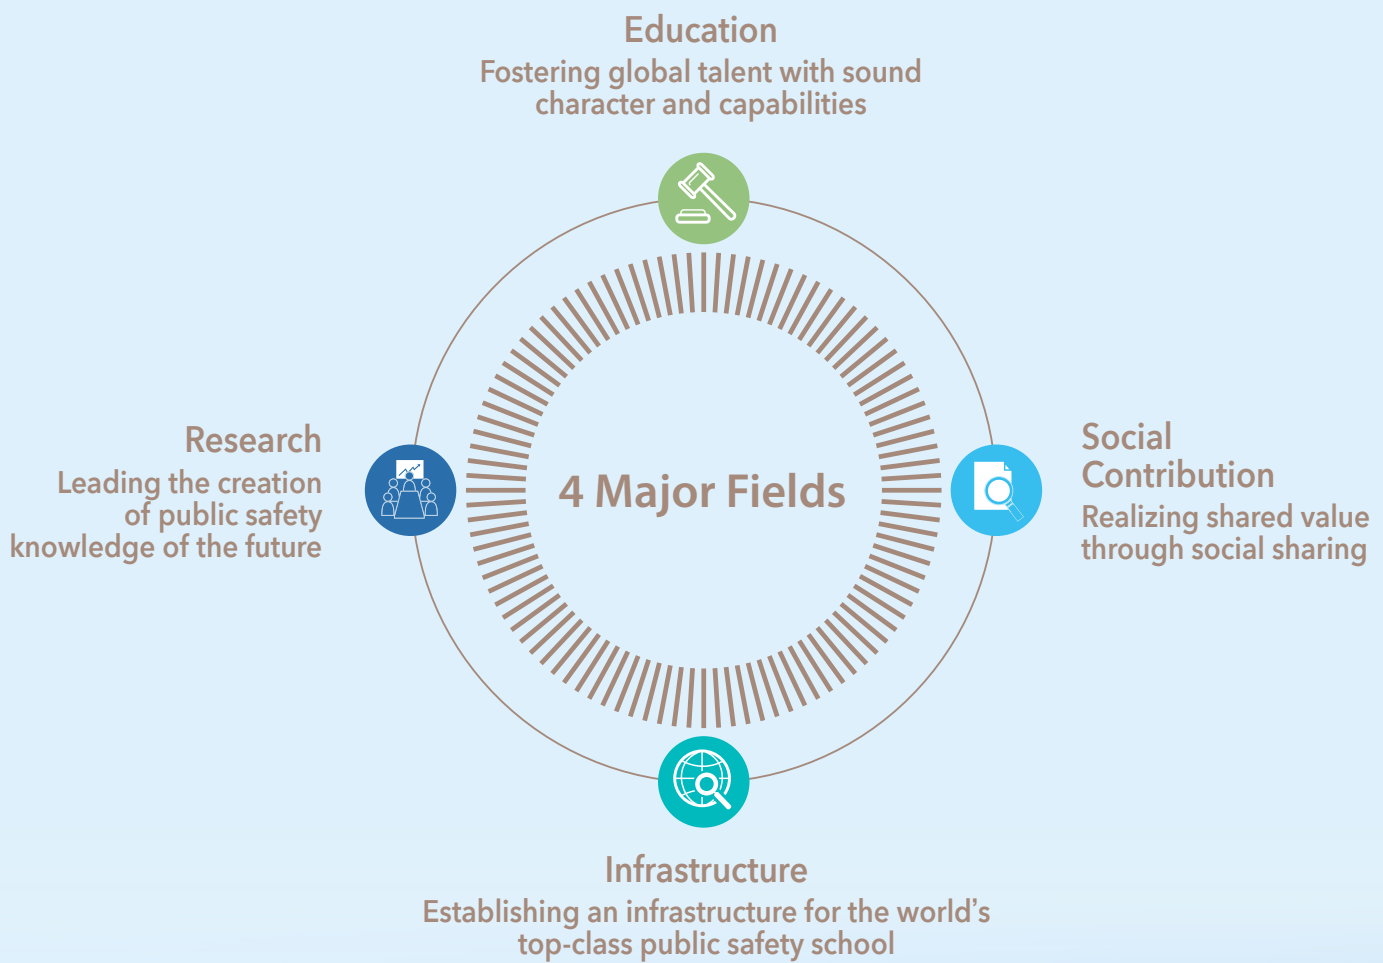 Education
Fostering global talent with sound
character and capabilities
Research
Leading the creation
of public safety
knowledge of the future
4 Major Fields
Social
Contribution
Realizing shared value
through social sharing
Infrastructure
Establishing an infrastructure for the world’s
top-class public safety school